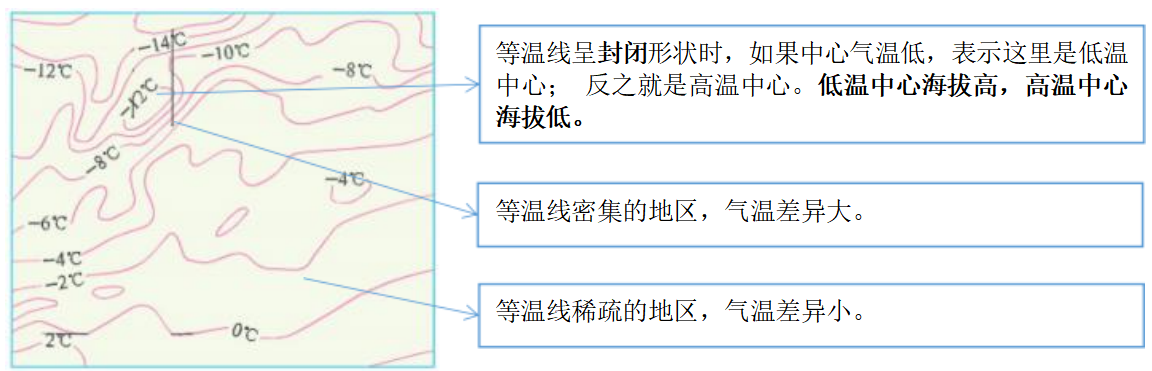 -14℃
-10℃
-12℃
-8℃
-12℃
-8℃
-4℃
-6℃
-4℃
-2℃
0℃
2℃
等温线呈封闭形状时，如果中心气温低，表示这里是低温
中心； 反之就是高温中心。低温中心海拔高，高温中心
海拔低。
等温线密集的地区，气温差异大。
等温线稀疏的地区，气温差异小。